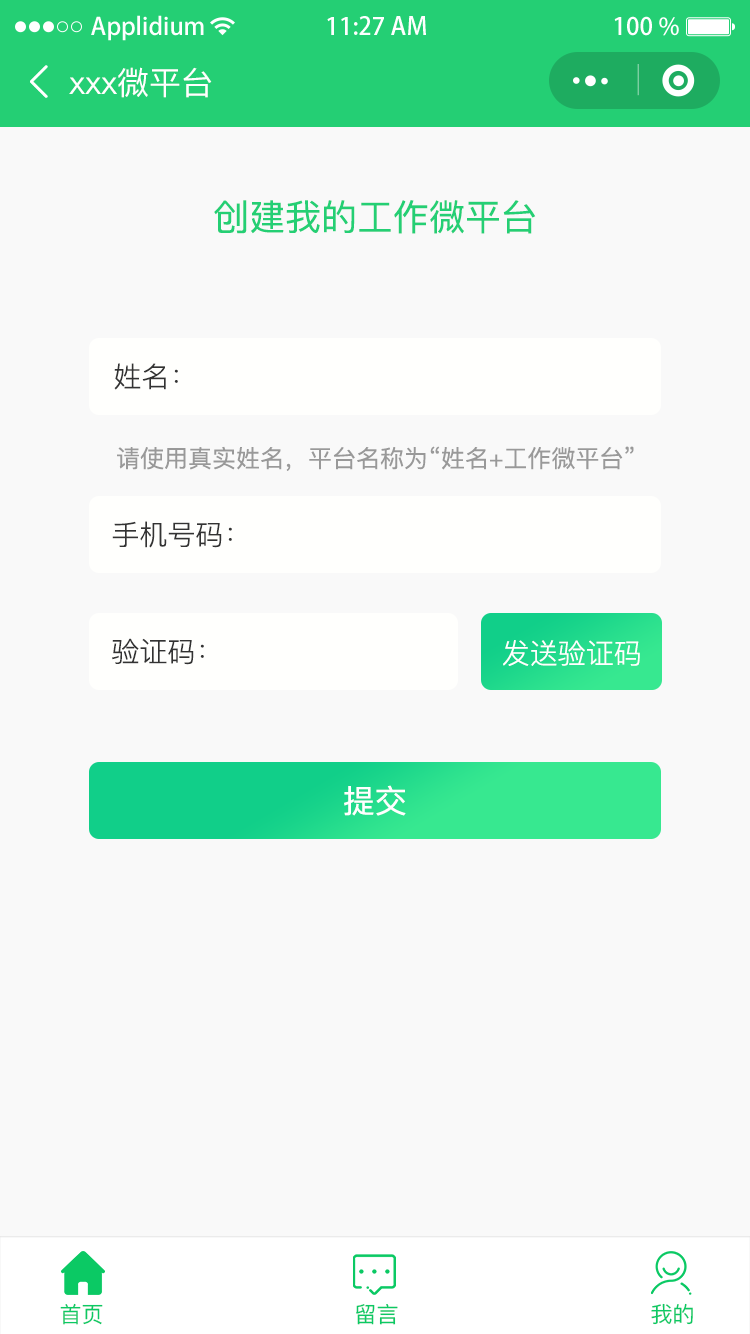 Applidium 11:27 AM 100 %
xxx微平台
创建我的工作微平台
姓名：
请使用真实姓名，平台名称为“姓名+工作微平台”
手机号码：
验证码： 发送验证码
提交
首页 留言 我的